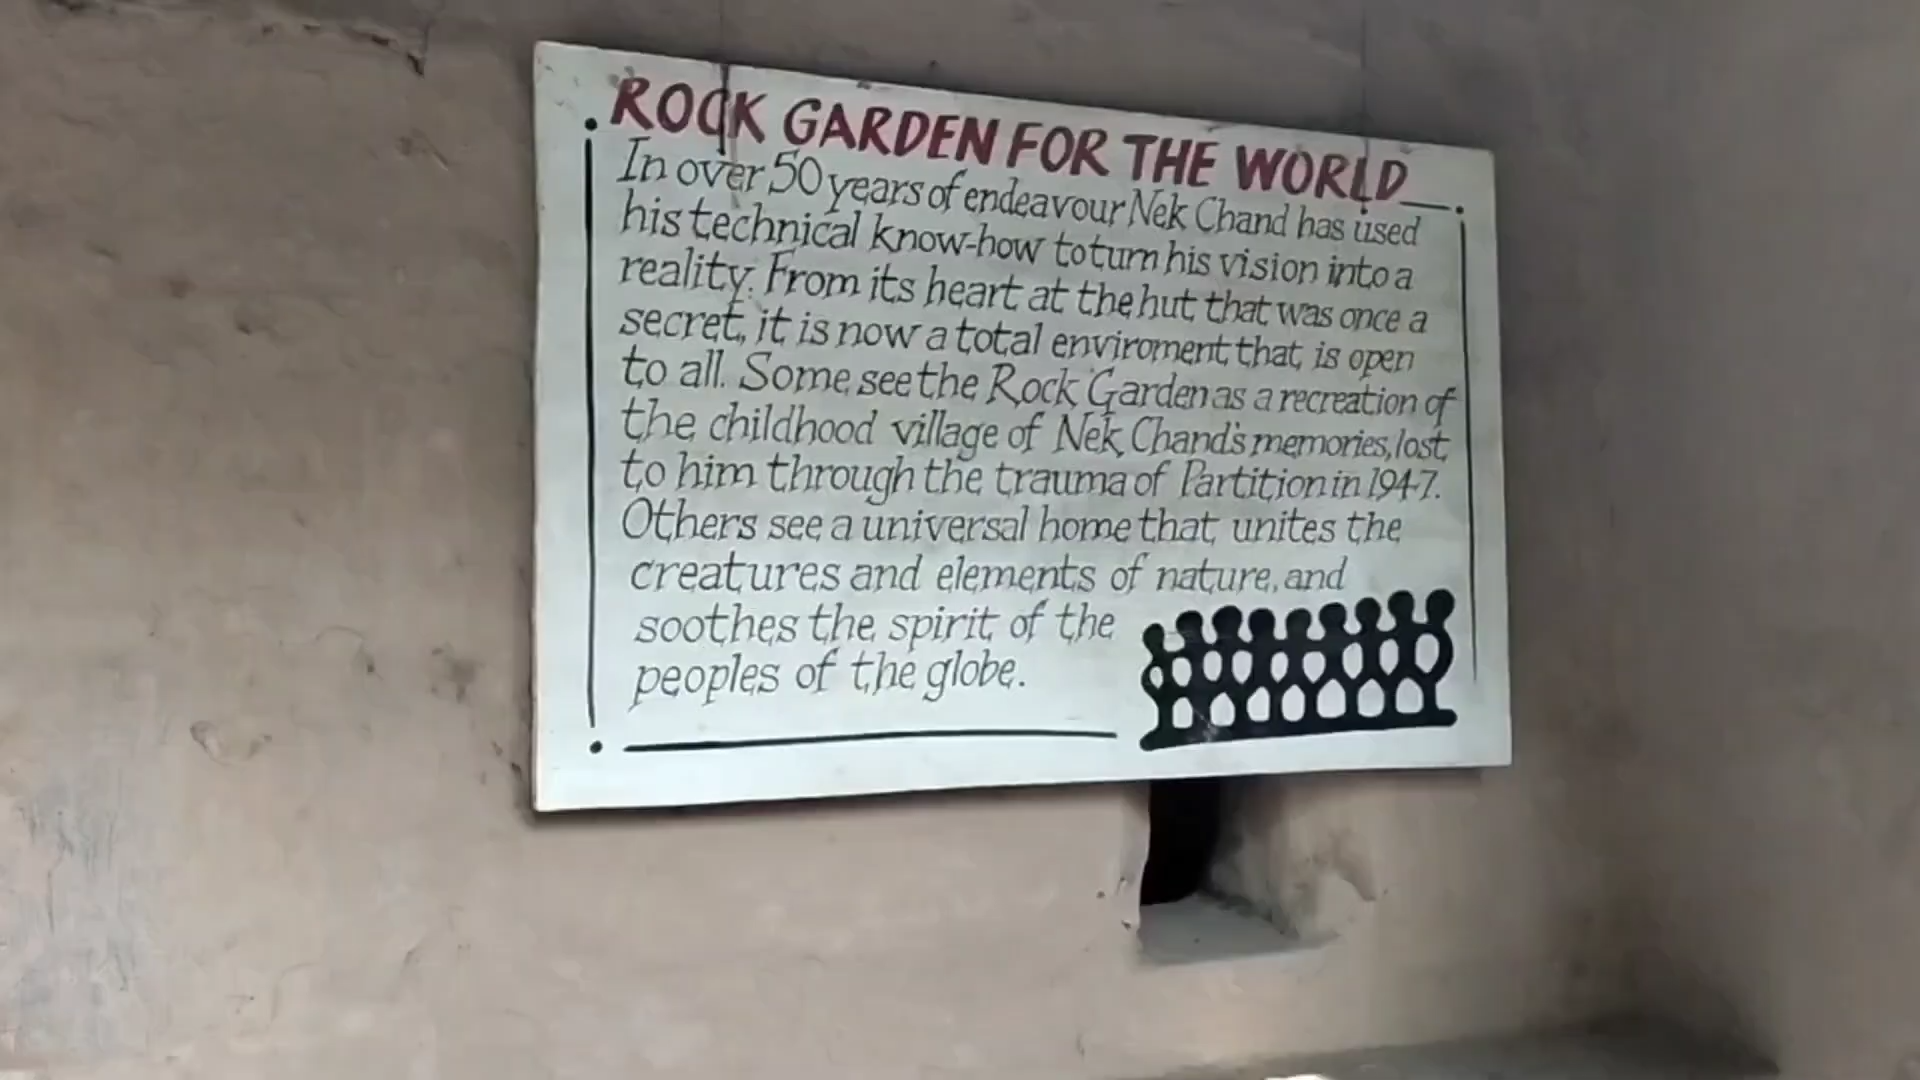 ROCK GARDEN FOR THE WORLD
In over 50 years of endeavour Nek Chand has used
his technical know-how to turn his vision into a
reality. From its heart at the hut that was once a
secret, it is now a total enviroment that is open
to all. Some see the Rock Garden as a recreation of
the childhood village of Nek Chand's memories, lost
to him through the trauma of Partition in 1947.
Others see a universal home that unites the
creatures and elements of nature, and
soothes the spirit of the
peoples of the globe.